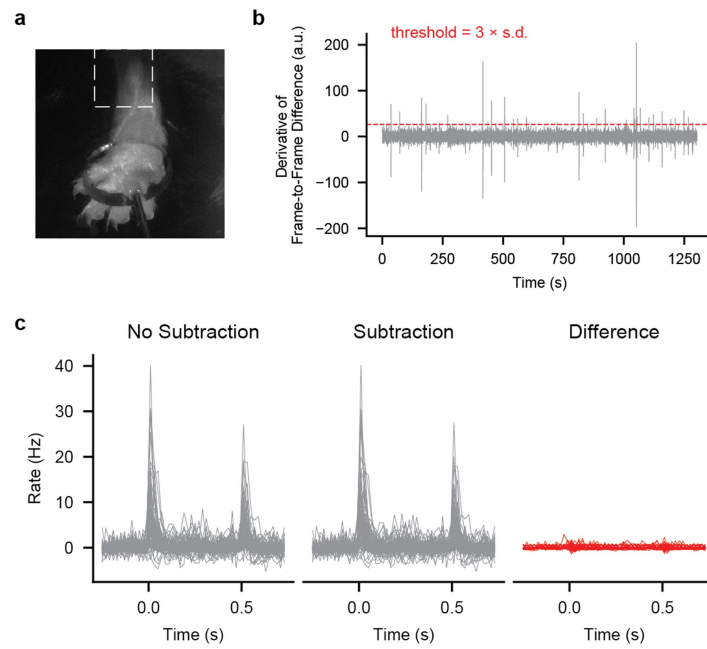 a
b
threshold = 3 × s.d.
Derivative of
Frame-to-Frame Difference (a.u.)
200
100
0
−100
−200
0
250
500
750
1000
1250
Time (s)
c
No Subtraction
Subtraction
Difference
Rate (Hz)
40
30
20
10
0
0.0
0.5
0.0
0.5
0.0
0.5
Time (s)
Time (s)
Time (s)